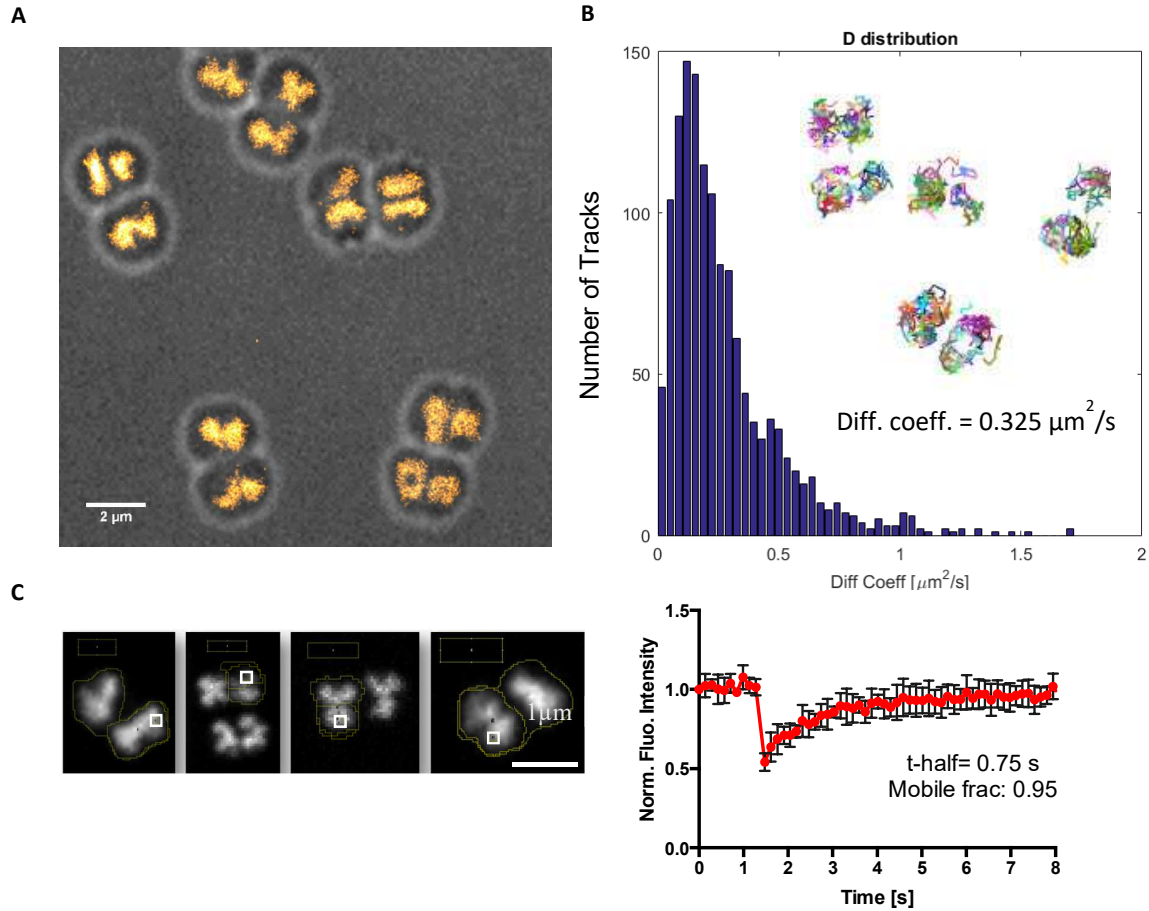 A
2 µm
B
D distribution
150
100
50
0
Number of Tracks
Diff. coeff. = 0.325 µm²/s
0 0.5 1 1.5 2
Diff Coeff [µm²/s]
C
1µm
1.5
1.0
0.5
0.0
Norm. Fluo. Intensity
t-half= 0.75 s
Mobile frac: 0.95
0 1 2 3 4 5 6 7 8
Time [s]